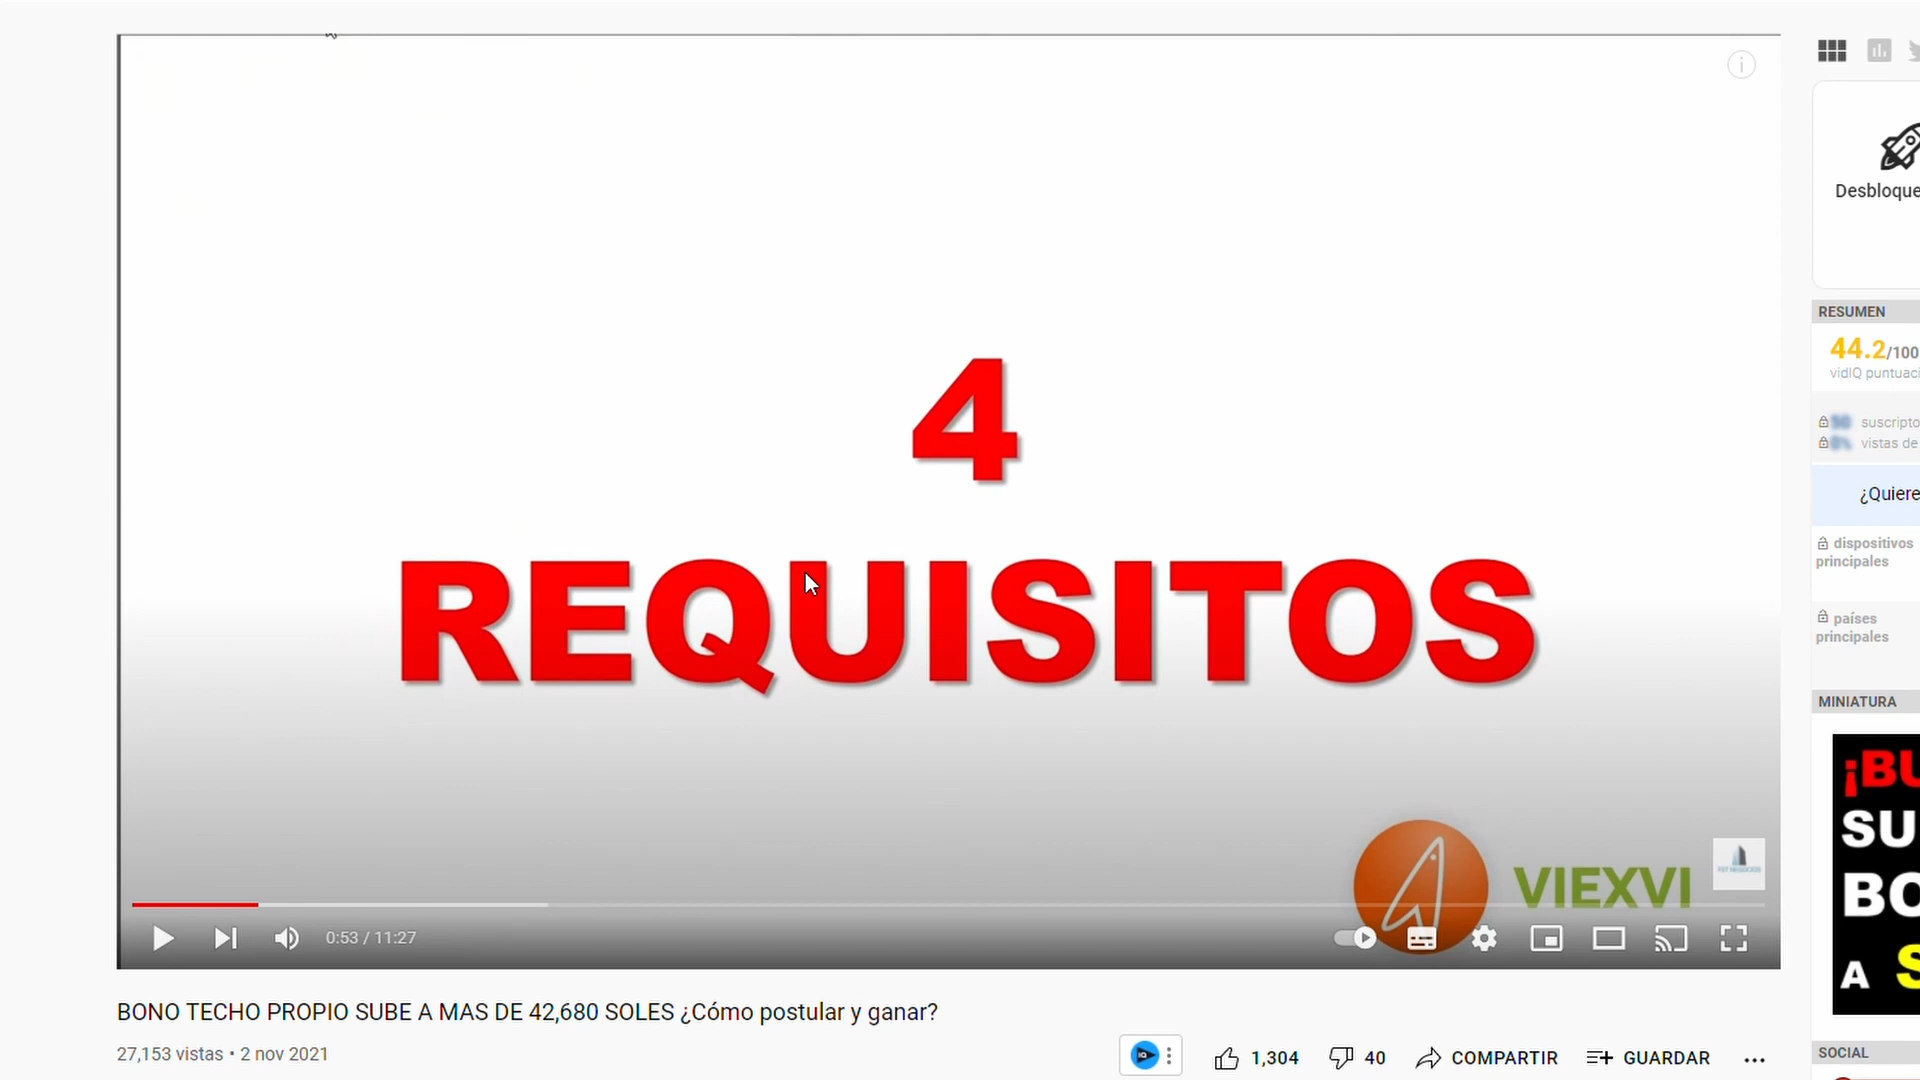 4
REQUISITOS
VIEXVI
0:53 / 11:27
BONO TECHO PROPIO SUBE A MAS DE 42,680 SOLES ¿Cómo postular y ganar?
27,153 vistas • 2 nov 2021
1,304
40
COMPARTIR
GUARDAR
Desbloque
RESUMEN
44.2/100
vidIQ puntuaci
suscripto
vistas de
¿Quiere
dispositivos
principales
países
principales
MINIATURA
¡BU
SU
BO
A S
SOCIAL